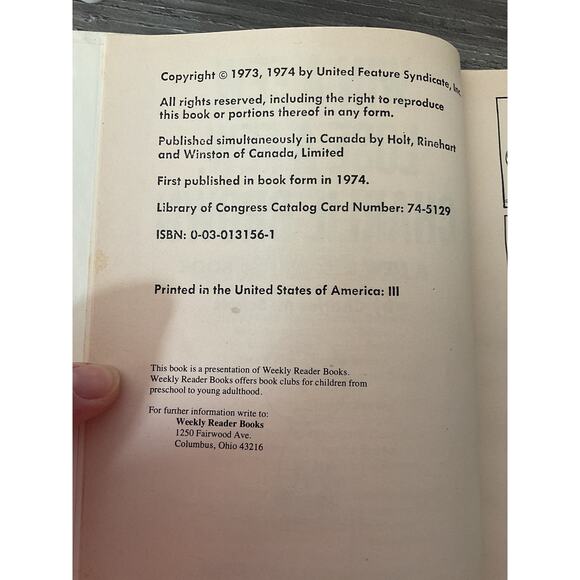 Copyright © 1973, 1974 by United Feature Syndicate, Inc.
All rights reserved, including the right to reproduce
this book or portions thereof in any form.
Published simultaneously in Canada by Holt, Rinehart
and Winston of Canada, Limited
First published in book form in 1974.
Library of Congress Catalog Card Number: 74-5129
ISBN: 0-03-013156-1
Printed in the United States of America: III
This book is a presentation of Weekly Reader Books.
Weekly Reader Books offers book clubs for children from
preschool to young adulthood.
For further information write to:
Weekly Reader Books
1250 Fairwood Ave.
Columbus, Ohio 43216